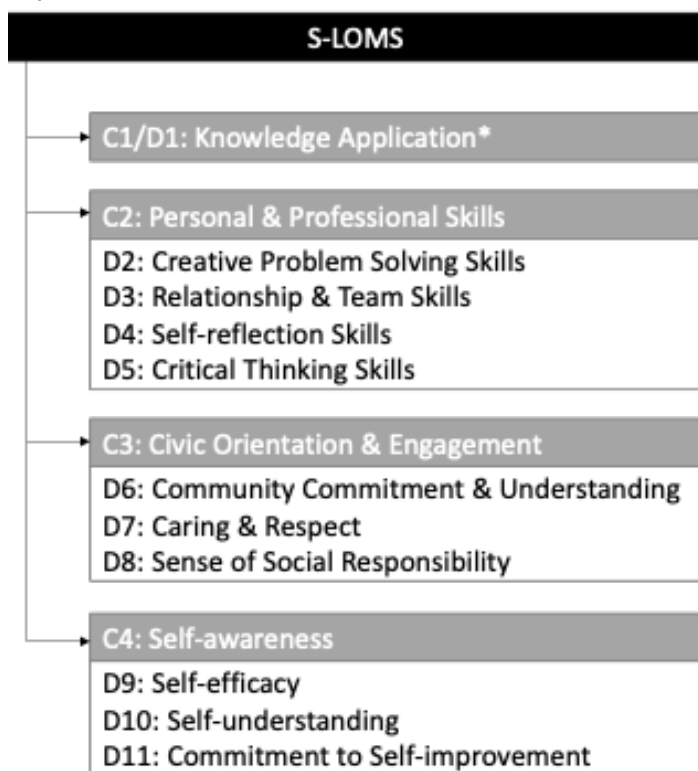 S-LOMS
C1/D1: Knowledge Application*
C2: Personal & Professional Skills
D2: Creative Problem Solving Skills
D3: Relationship & Team Skills
D4: Self-reflection Skills
D5: Critical Thinking Skills
C3: Civic Orientation & Engagement
D6: Community Commitment & Understanding
D7: Caring & Respect
D8: Sense of Social Responsibility
C4: Self-awareness
D9: Self-efficacy
D10: Self-understanding
D11: Commitment to Self-improvement